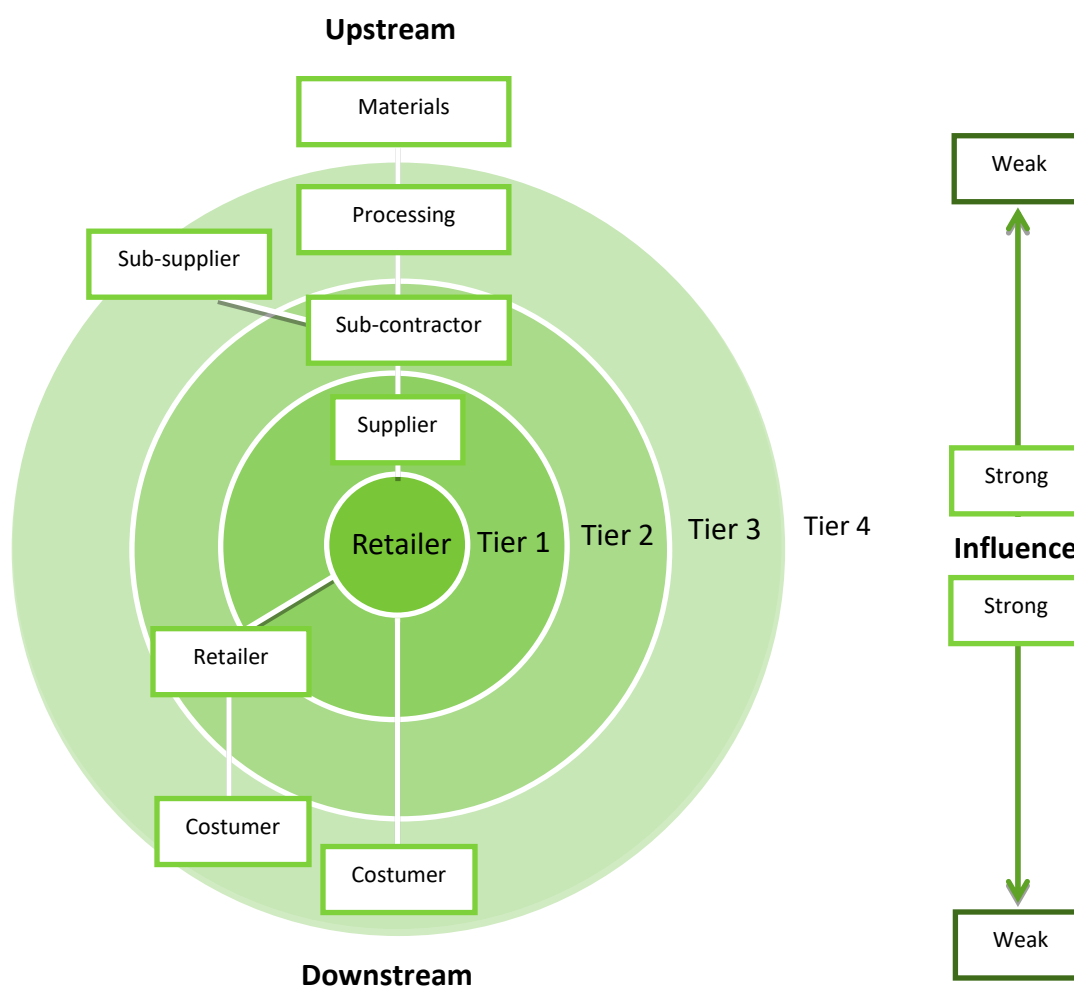 Upstream
Materials
Weak
Processing
Sub-supplier
Sub-contractor
Supplier
Strong
Retailer
Tier 1
Tier 2
Tier 3
Tier 4
Influence
Strong
Retailer
Costumer
Costumer
Weak
Downstream